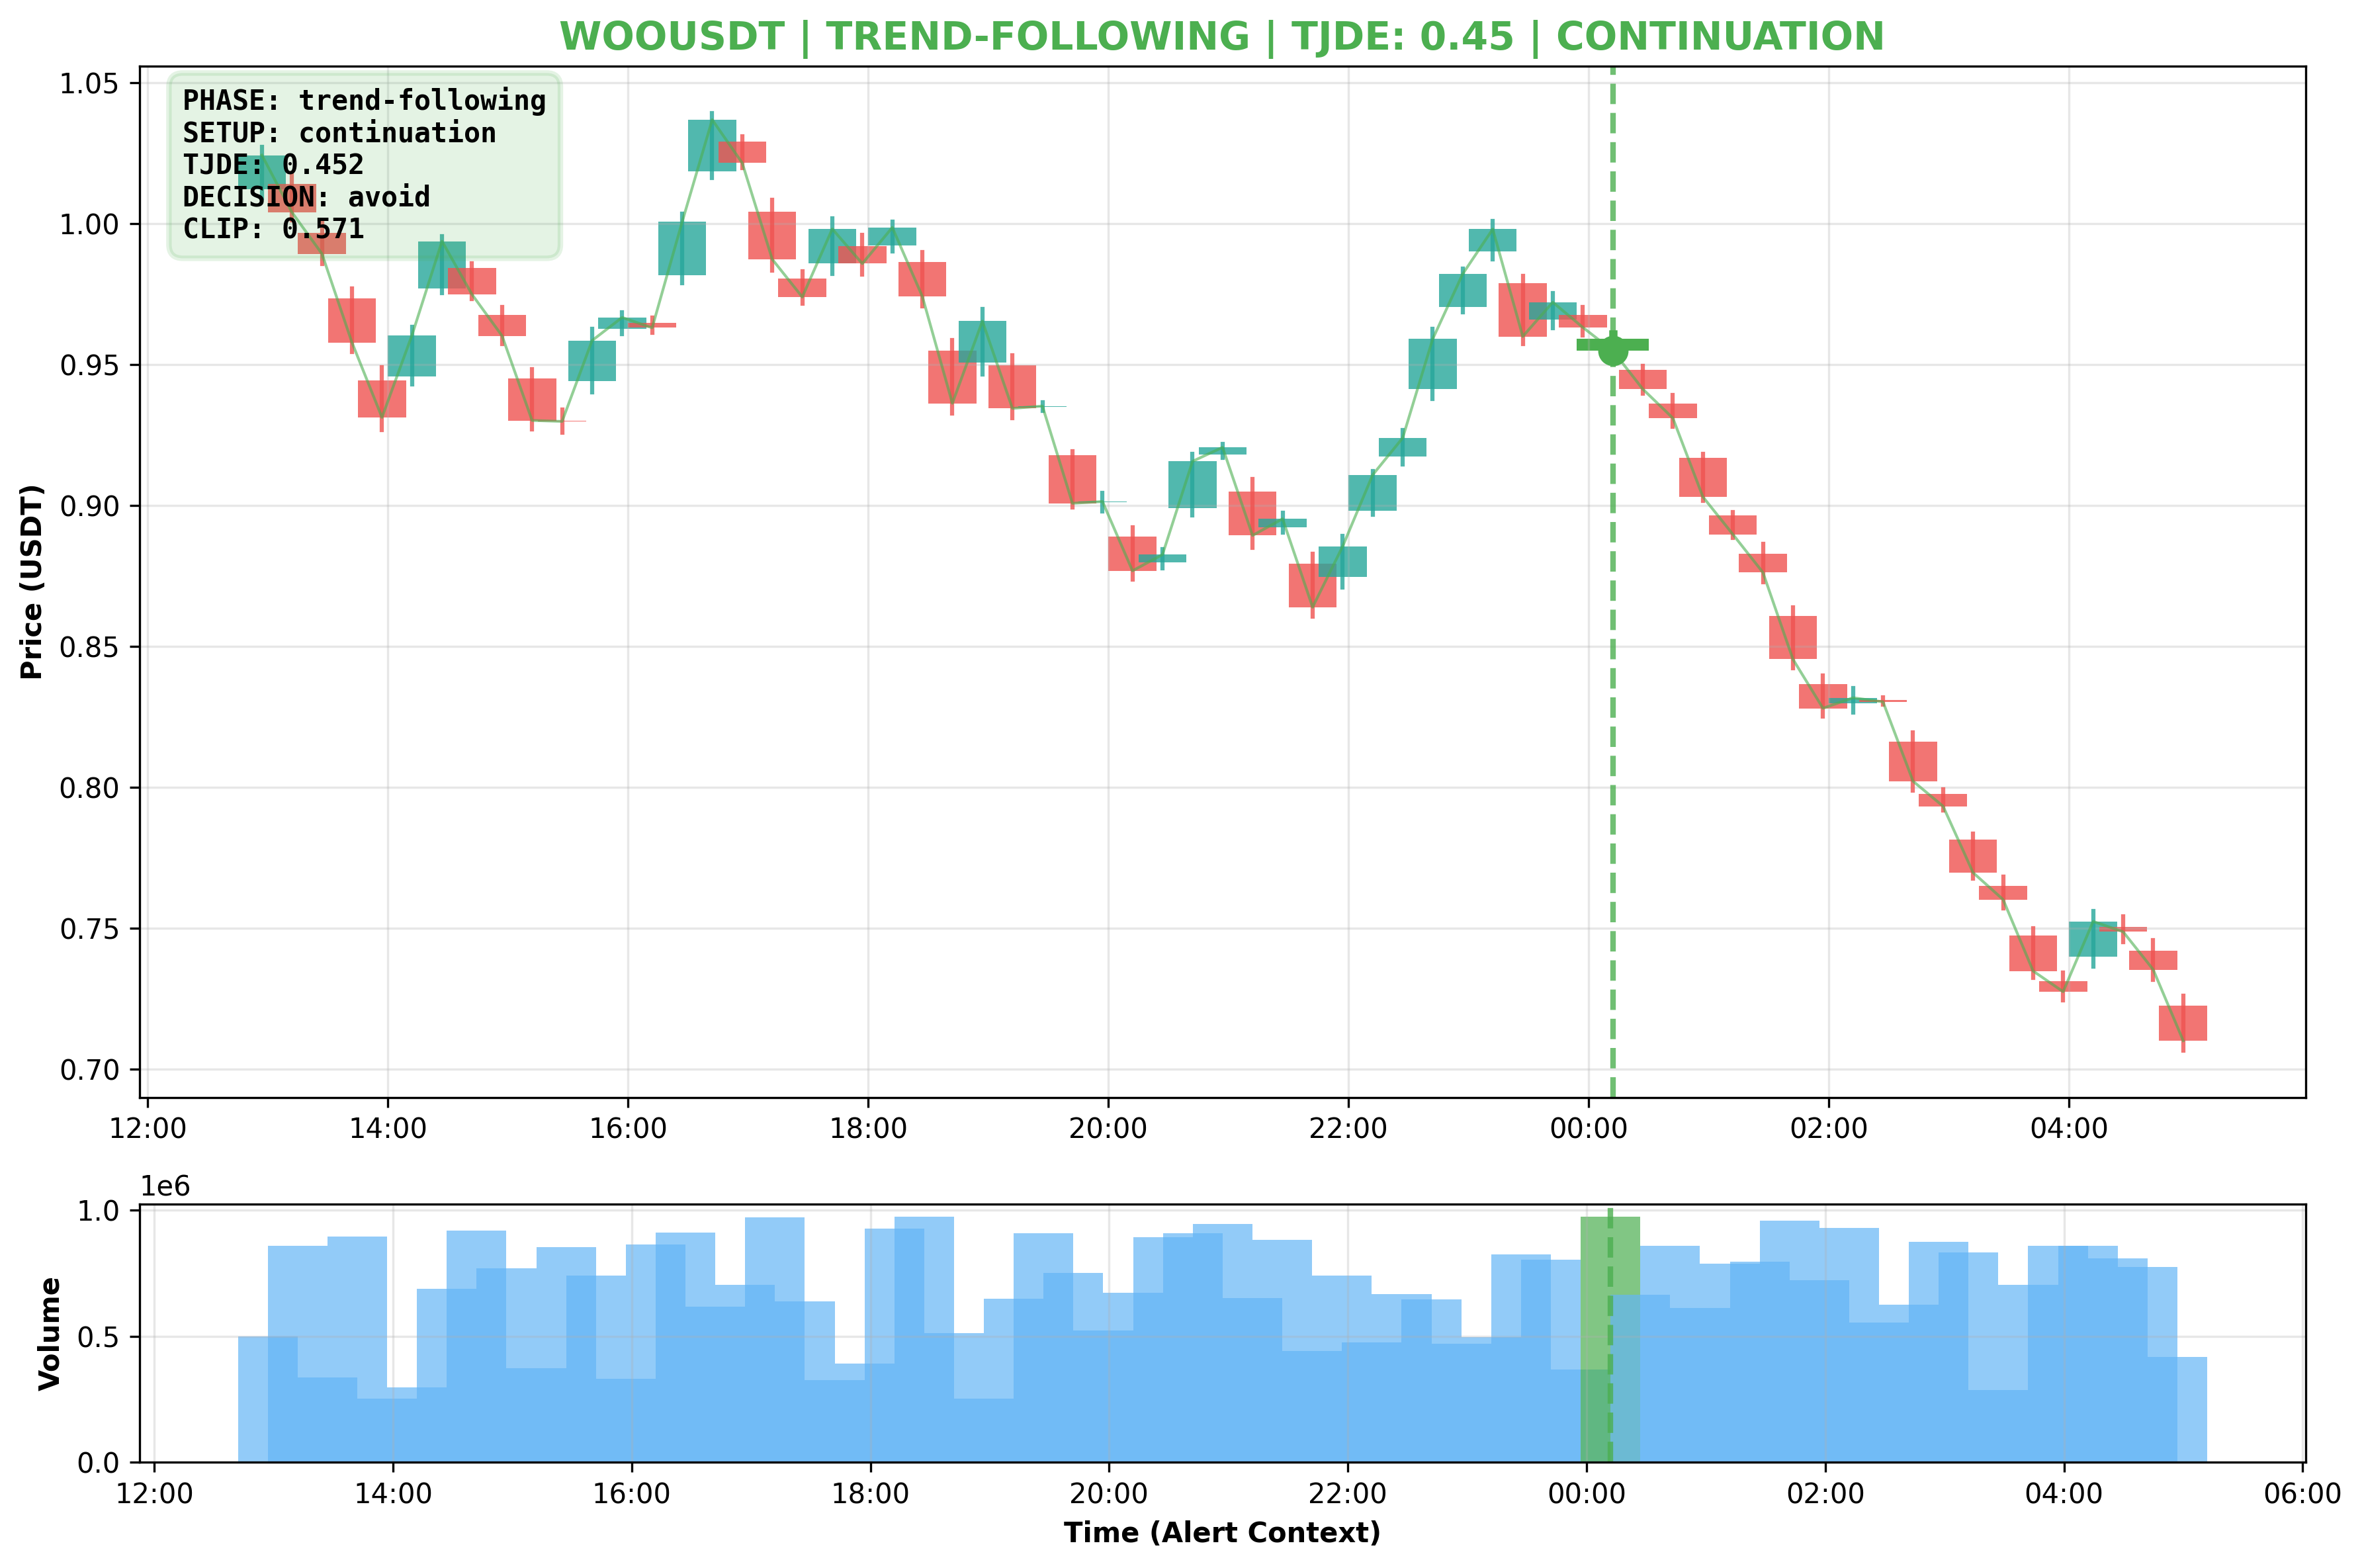 WOOUSDT | TREND-FOLLOWING | TJDE: 0.45 | CONTINUATION
PHASE: trend-following
SETUP: continuation
TJDE: 0.452
DECISION: avoid
CLIP: 0.571
Price (USDT)
1.05
1.00
0.95
0.90
0.85
0.80
0.75
0.70
12:00 14:00 16:00 18:00 20:00 22:00 00:00 02:00 04:00
1e6
Volume
1.0
0.5
0.0
12:00 14:00 16:00 18:00 20:00 22:00 00:00 02:00 04:00 06:00
Time (Alert Context)